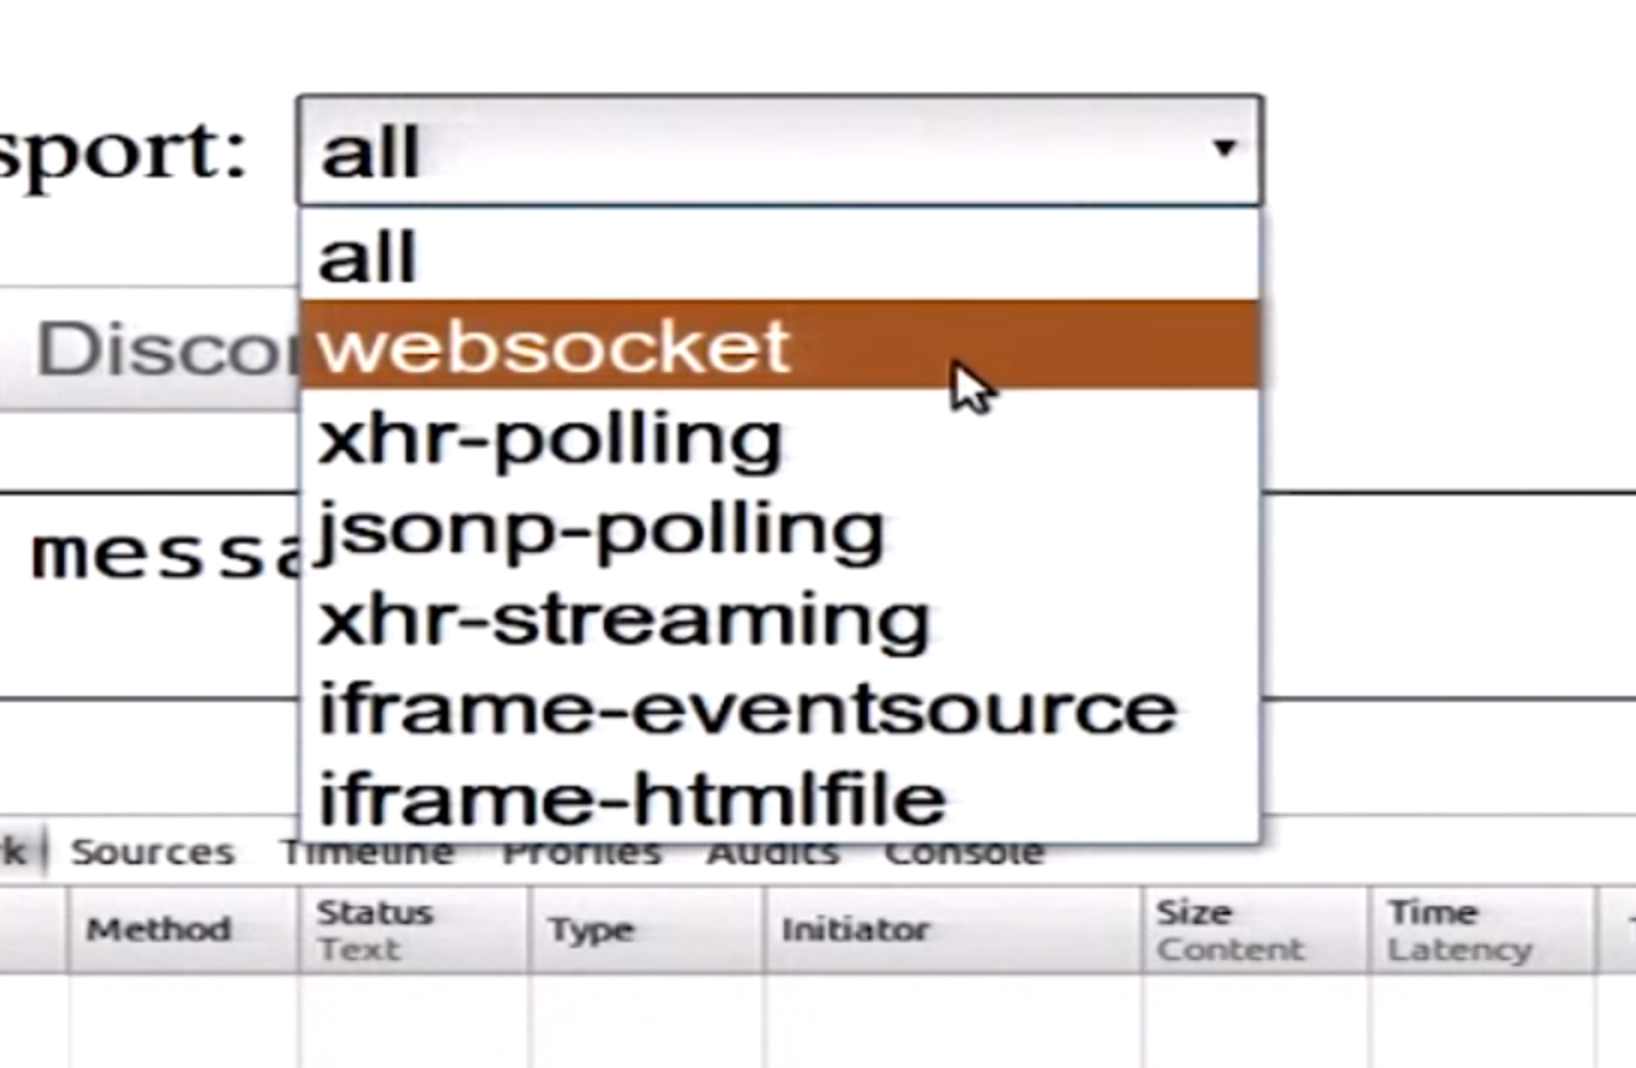 sport: all
all
Discon websocket
xhr-polling
jsonp-polling
messa
xhr-streaming
iframe-eventsource
iframe-htmlfile
k Sources Timeline Profiles Audits Console
Method Status Type Initiator Size Time
Text Content Latency